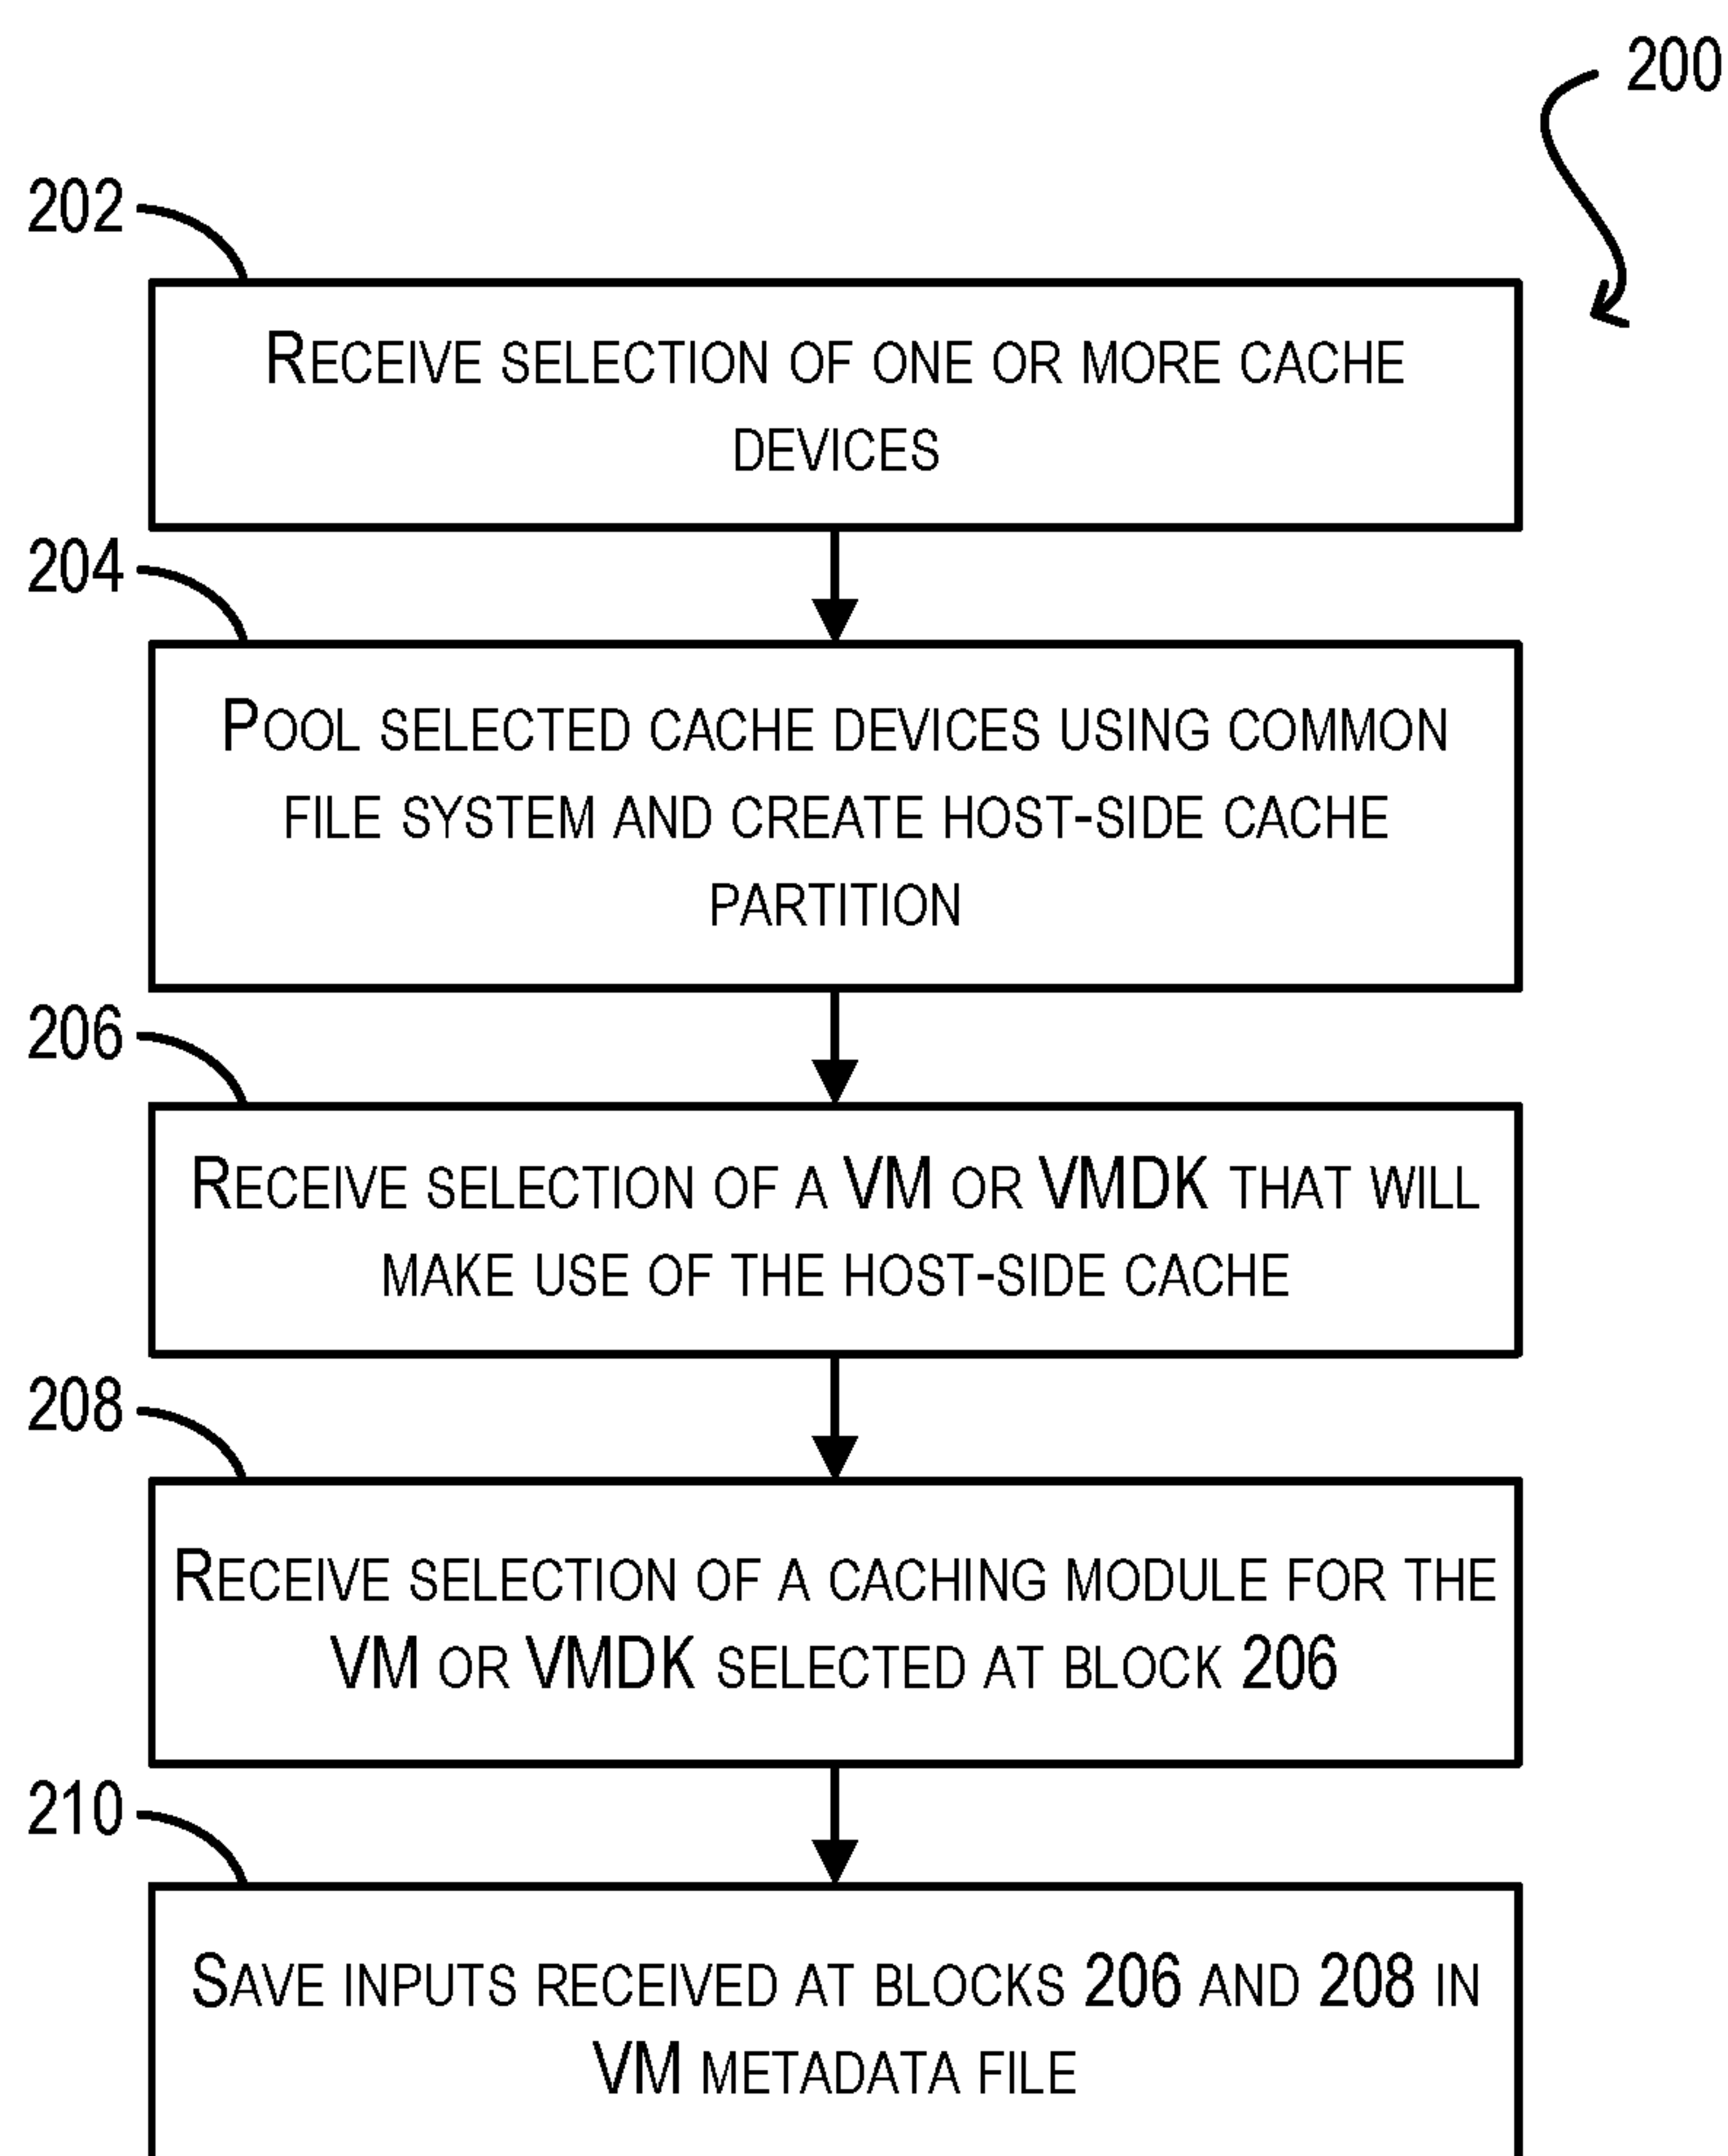 200
202
RECEIVE SELECTION OF ONE OR MORE CACHE
DEVICES
204
POOL SELECTED CACHE DEVICES USING COMMON
FILE SYSTEM AND CREATE HOST-SIDE CACHE
PARTITION
206
RECEIVE SELECTION OF A VM OR VMDK THAT WILL
MAKE USE OF THE HOST-SIDE CACHE
208
RECEIVE SELECTION OF A CACHING MODULE FOR THE
VM OR VMDK SELECTED AT BLOCK 206
210
SAVE INPUTS RECEIVED AT BLOCKS 206 AND 208 IN
VM METADATA FILE